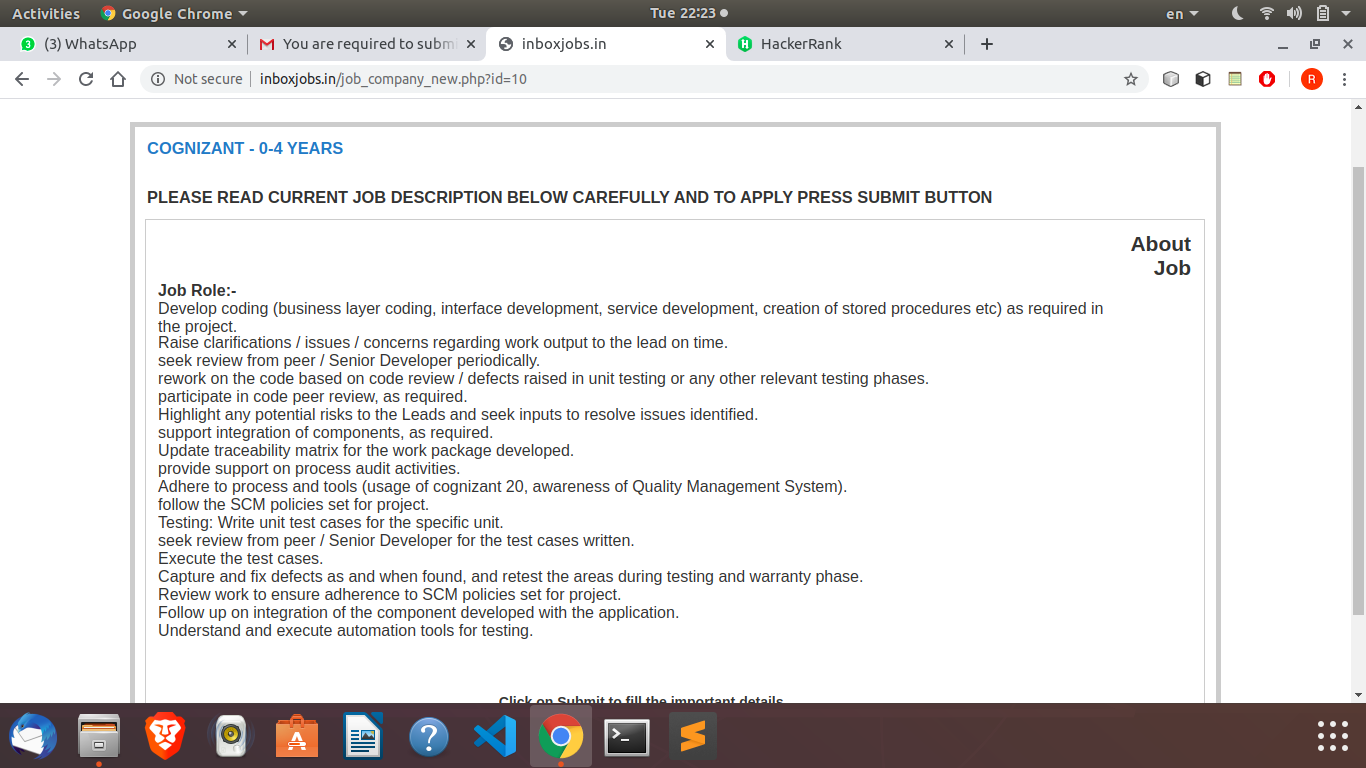 Activities Google Chrome Tue 22:23 en
(3) WhatsApp You are required to submi inboxjobs.in HackerRank
Not secure inboxjobs.in/job_company_new.php?id=10 R
COGNIZANT - 0-4 YEARS
PLEASE READ CURRENT JOB DESCRIPTION BELOW CAREFULLY AND TO APPLY PRESS SUBMIT BUTTON
About
Job
Job Role:-
Develop coding (business layer coding, interface development, service development, creation of stored procedures etc) as required in
the project.
Raise clarifications / issues / concerns regarding work output to the lead on time.
seek review from peer / Senior Developer periodically.
rework on the code based on code review / defects raised in unit testing or any other relevant testing phases.
participate in code peer review, as required.
Highlight any potential risks to the Leads and seek inputs to resolve issues identified.
support integration of components, as required.
Update traceability matrix for the work package developed.
provide support on process audit activities.
Adhere to process and tools (usage of cognizant 20, awareness of Quality Management System).
follow the SCM policies set for project.
Testing: Write unit test cases for the specific unit.
seek review from peer / Senior Developer for the test cases written.
Execute the test cases.
Capture and fix defects as and when found, and retest the areas during testing and warranty phase.
Review work to ensure adherence to SCM policies set for project.
Follow up on integration of the component developed with the application.
Understand and execute automation tools for testing.
Click on Submit to fill the important details